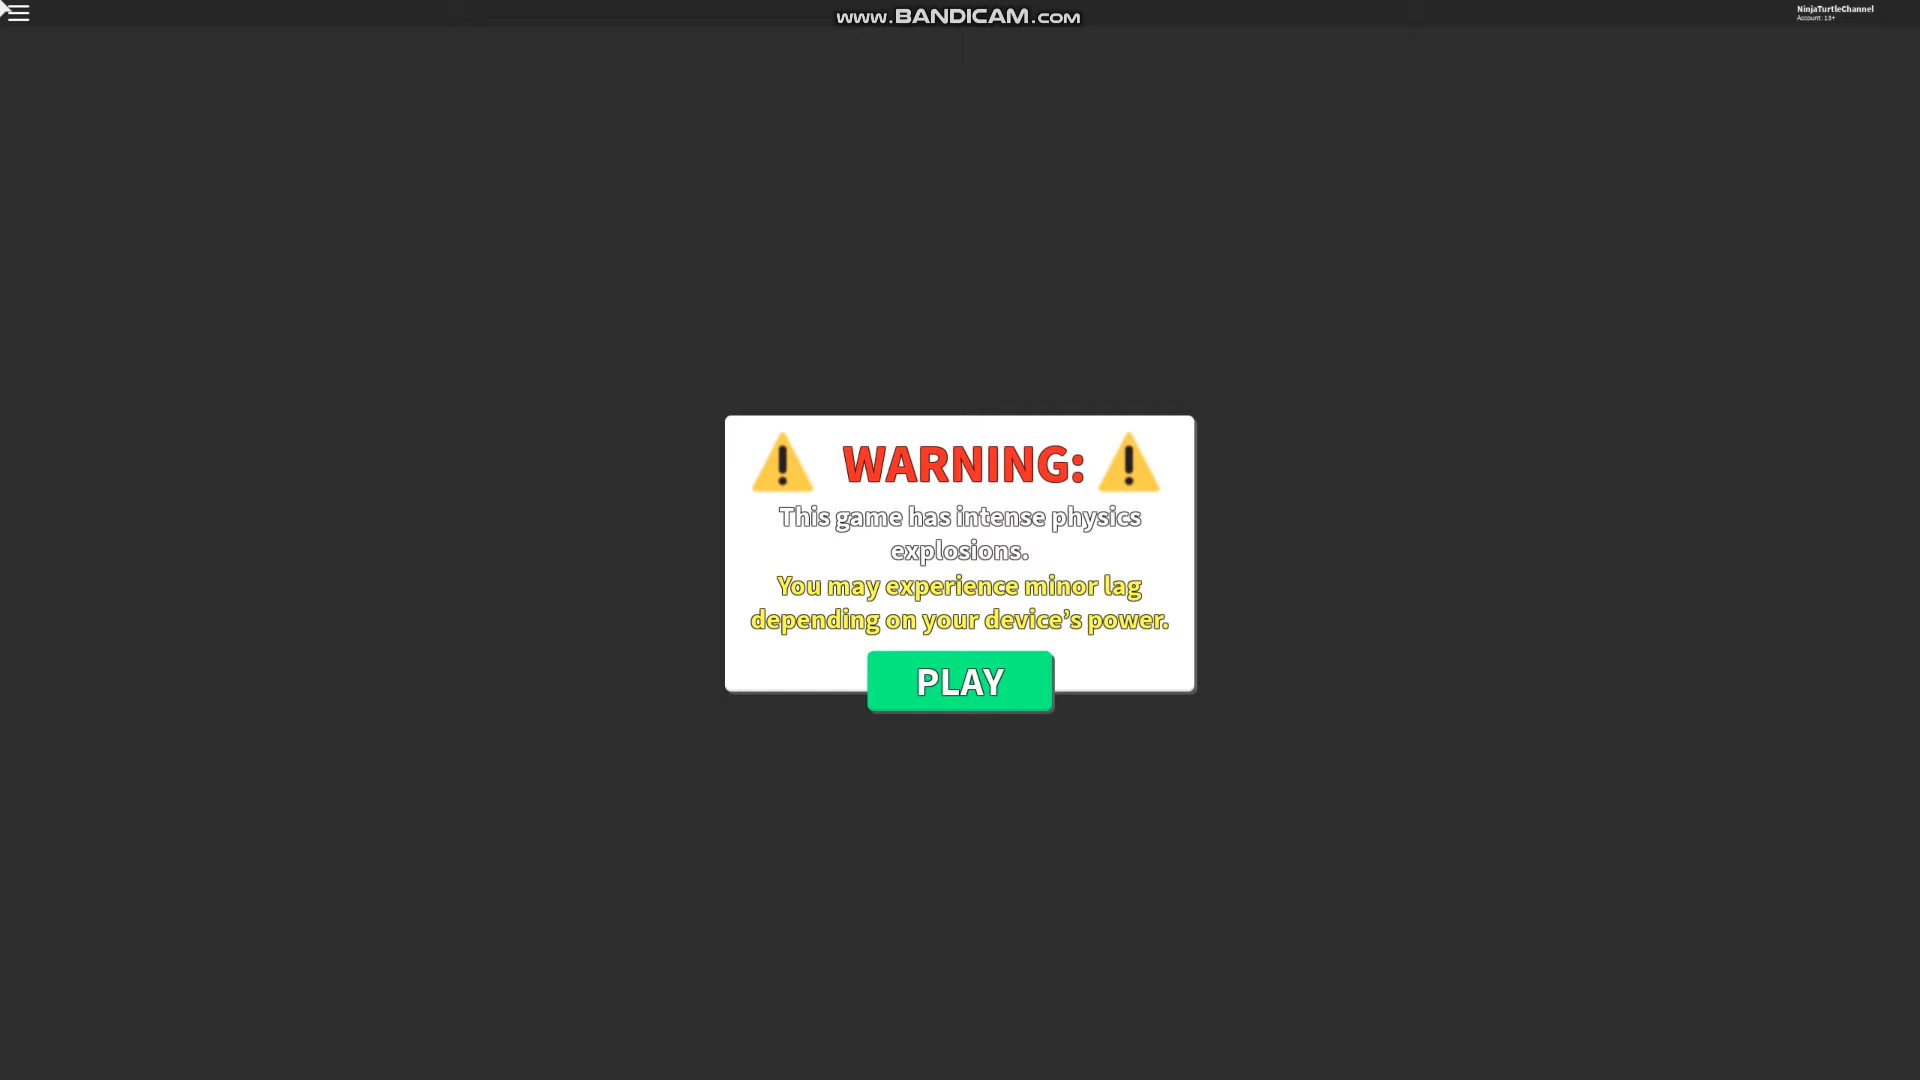 www.BANDICAM.com
NinjaTurtleChannel
Account: 13+
WARNING:
This game has intense physics
explosions.
You may experience minor lag
depending on your device's power.
PLAY